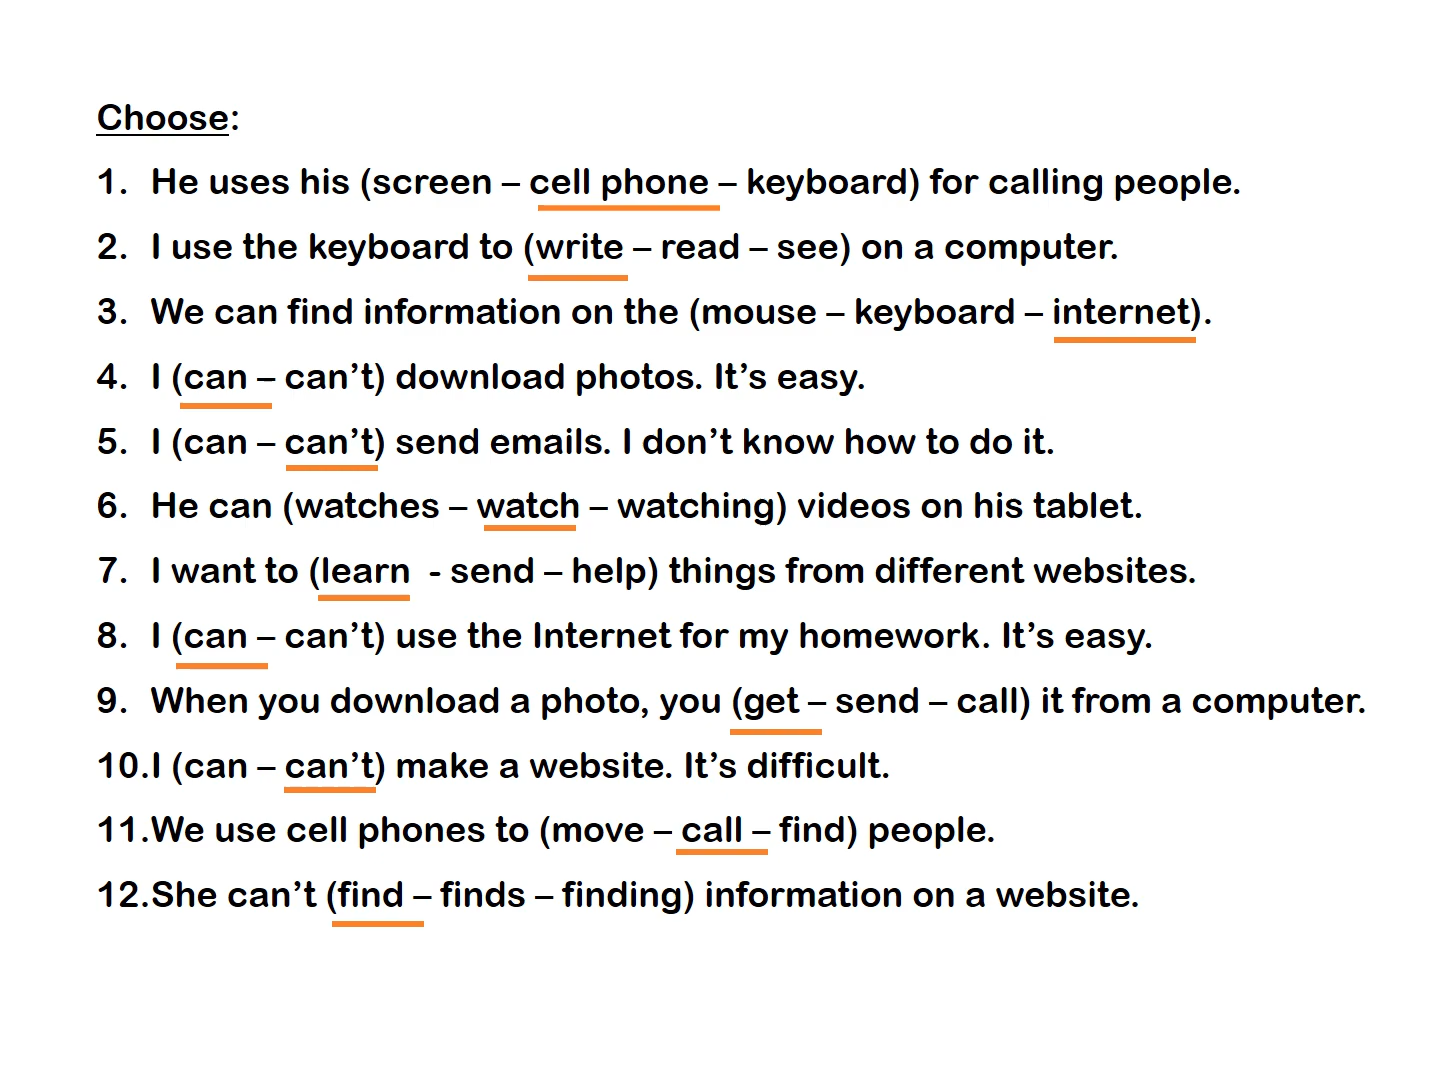 Choose:
1. He uses his (screen – cell phone – keyboard) for calling people.
2. I use the keyboard to (write – read – see) on a computer.
3. We can find information on the (mouse – keyboard – internet).
4. I (can – can’t) download photos. It’s easy.
5. I (can – can’t) send emails. I don’t know how to do it.
6. He can (watches – watch – watching) videos on his tablet.
7. I want to (learn  - send – help) things from different websites.
8. I (can – can’t) use the Internet for my homework. It’s easy.
9. When you download a photo, you (get – send – call) it from a computer.
10.I (can – can’t) make a website. It’s difficult.
11.We use cell phones to (move – call – find) people.
12.She can’t (find – finds – finding) information on a website.